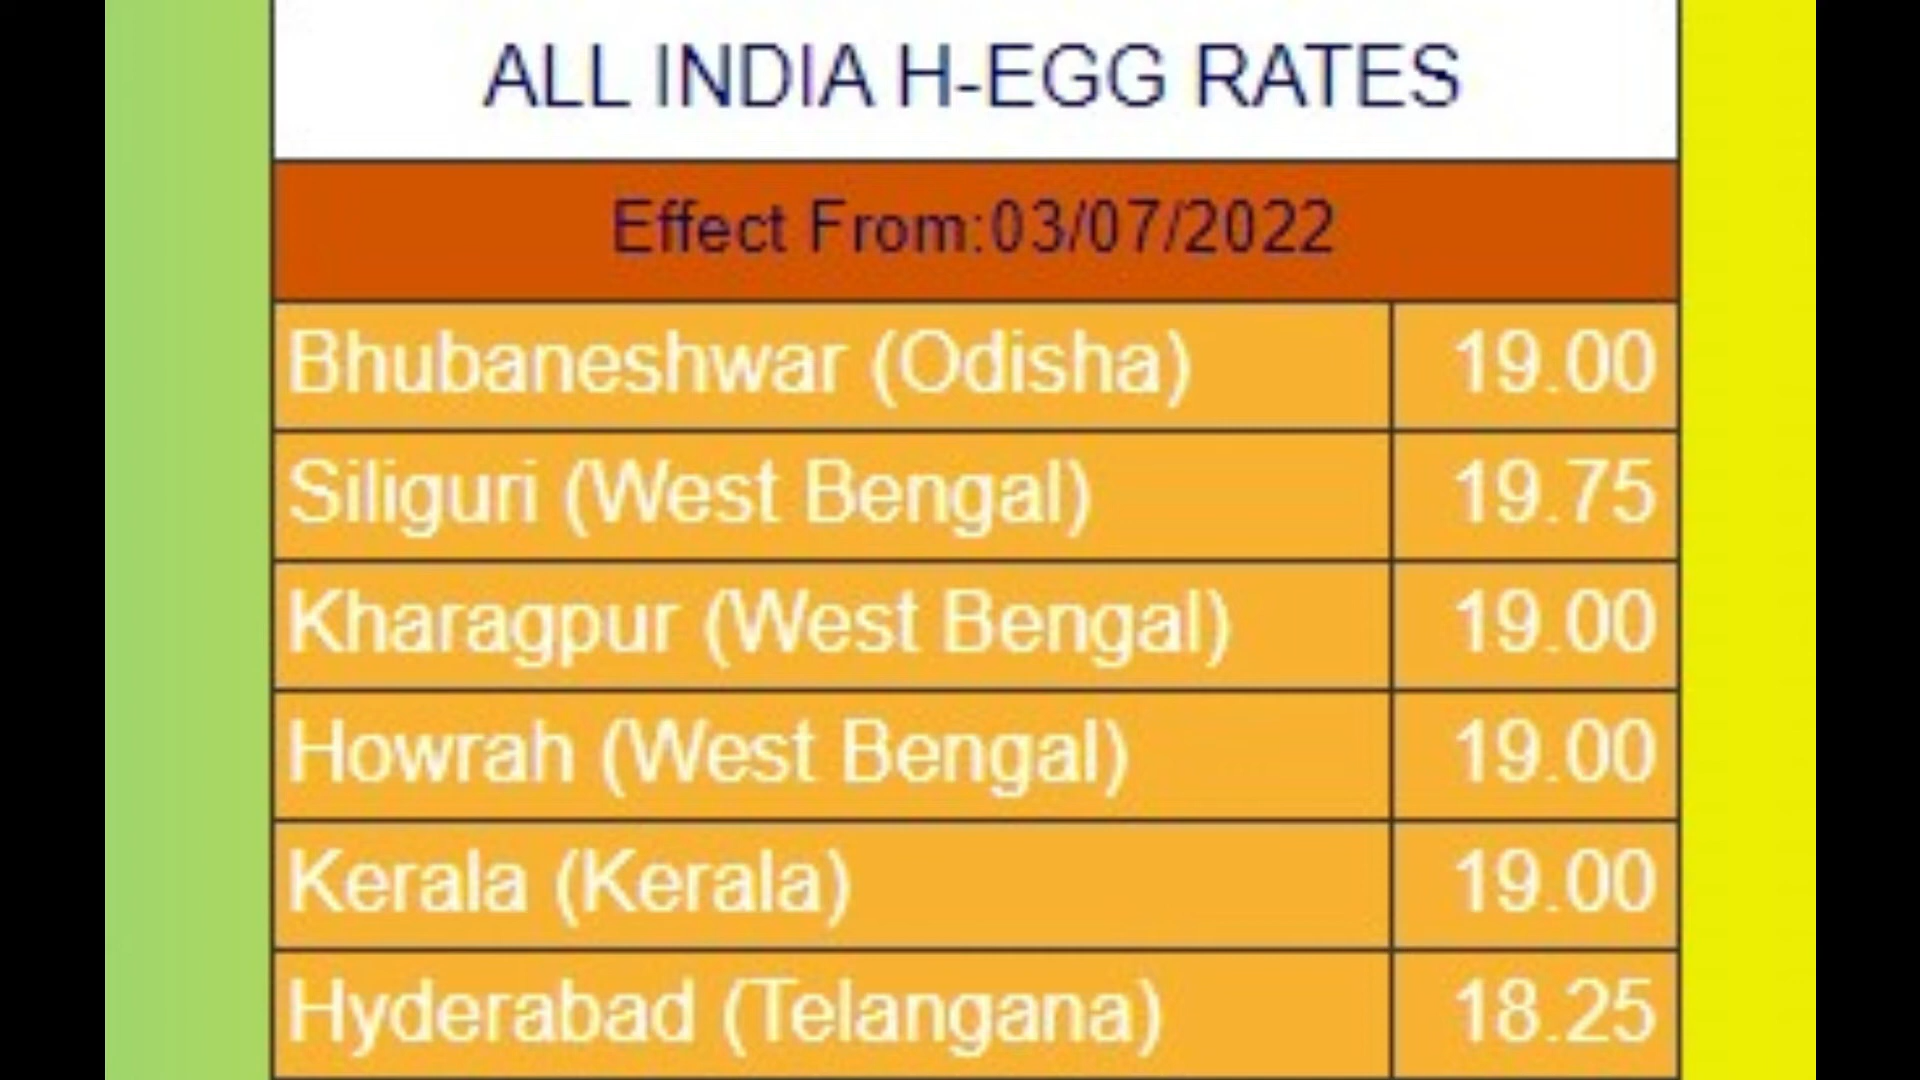 ALL INDIA H-EGG RATES
Effect From:03/07/2022
Bhubaneshwar (Odisha) 19.00
Siliguri (West Bengal) 19.75
Kharagpur (West Bengal) 19.00
Howrah (West Bengal) 19.00
Kerala (Kerala) 19.00
Hyderabad (Telangana) 18.25